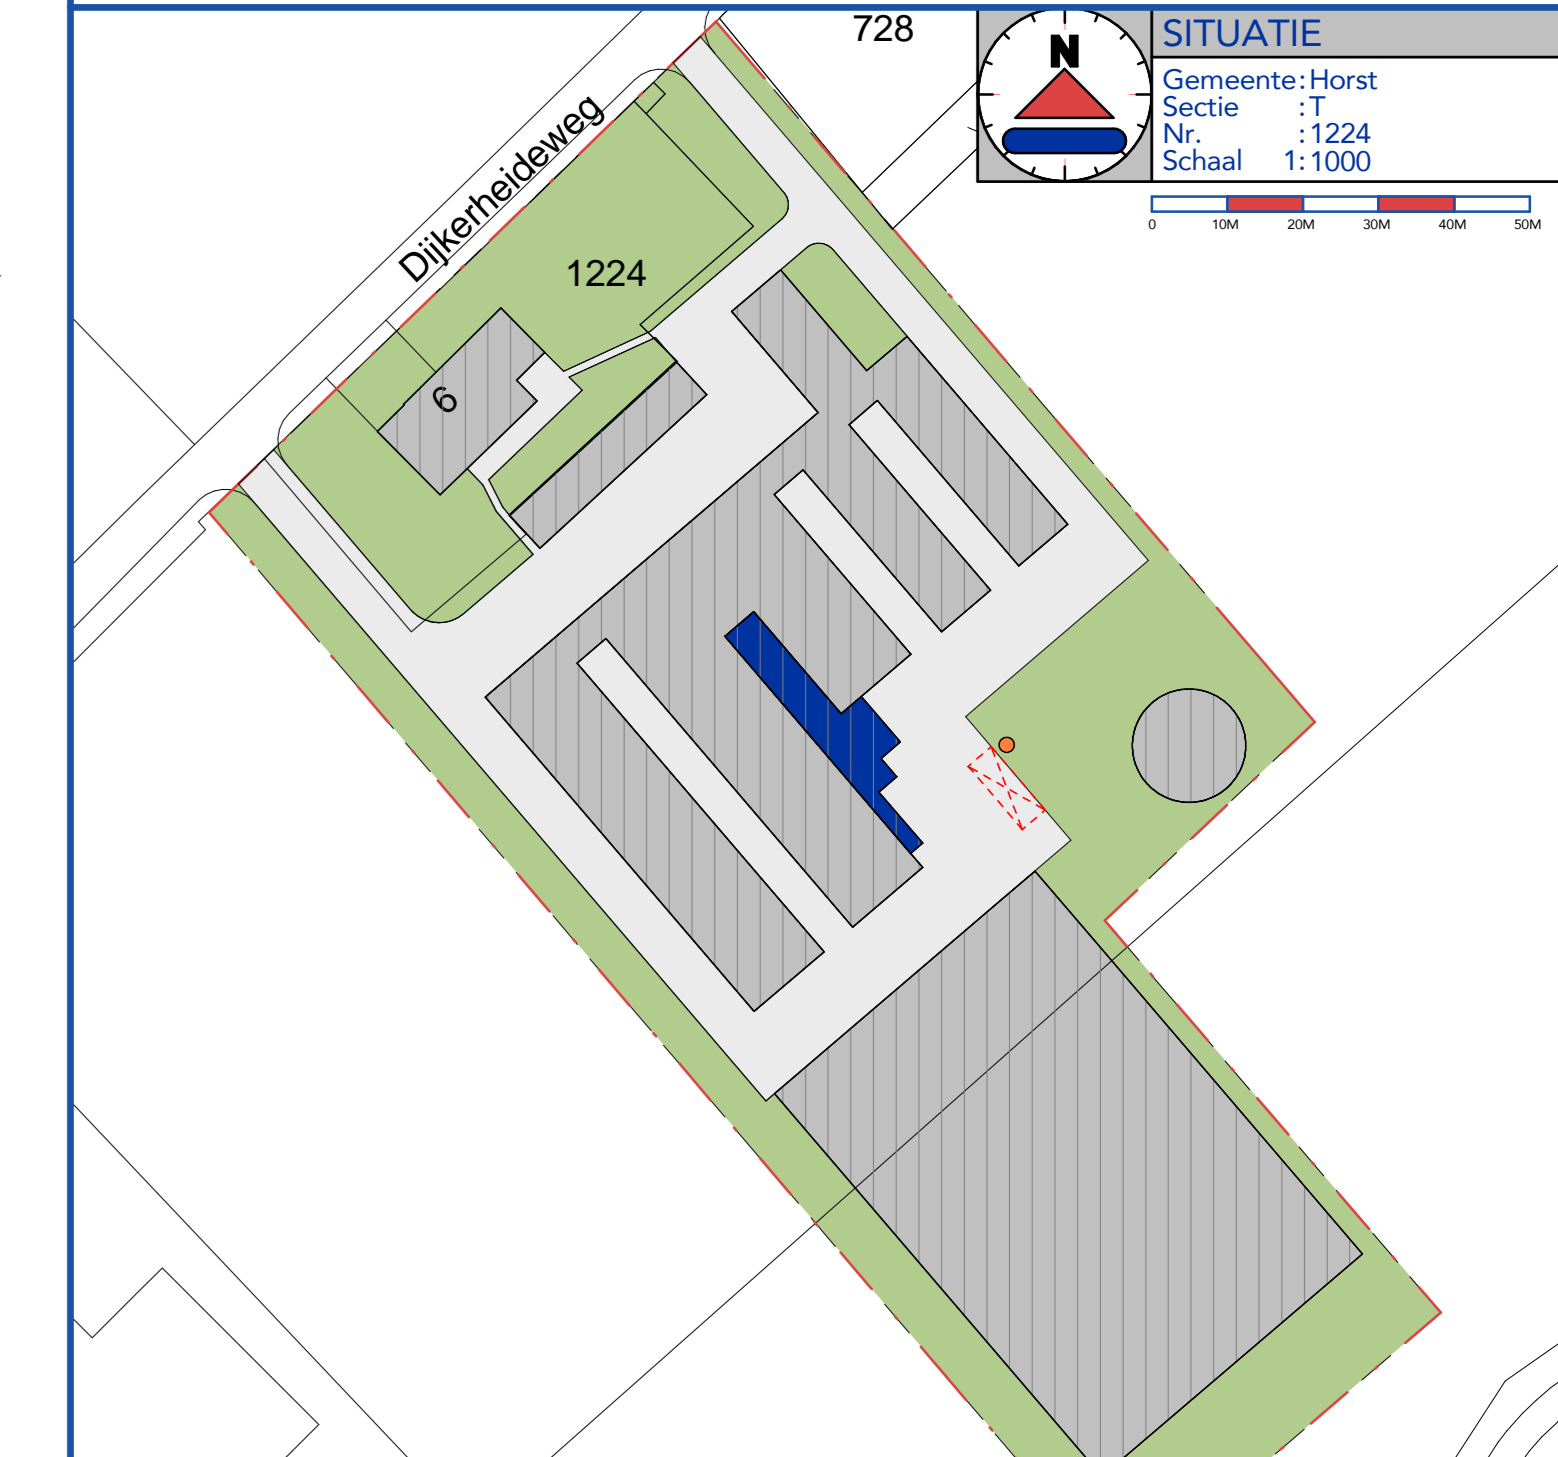 728
N
SITUATIE
Gemeente: Horst
Sectie : T
Nr. : 1224
Schaal 1: 1000
0 10M 20M 30M 40M 50M
Dijkerheideweg
1224
6